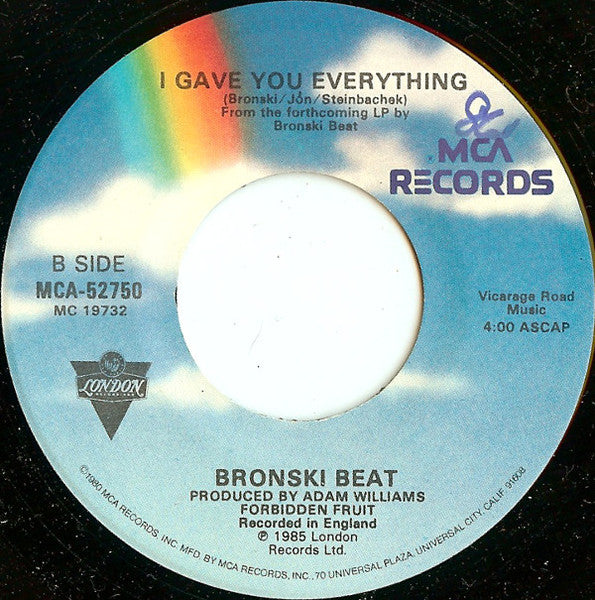 I GAVE YOU EVERYTHING
(Bronski/Jón/Steinbachek)
From the forthcoming LP by
Bronski Beat
MCA
RECORDS
B SIDE
MCA-52750
MC 19732
Vicarage Road
Music
4:00 ASCAP
LONDON
BRONSKI BEAT
PRODUCED BY ADAM WILLIAMS
FORBIDDEN FRUIT
Recorded in England
℗ 1985 London
Records Ltd.
©1980 MCA RECORDS, INC. MFD. BY MCA RECORDS, INC., 70 UNIVERSAL PLAZA, UNIVERSAL CITY, CALIF. 91608